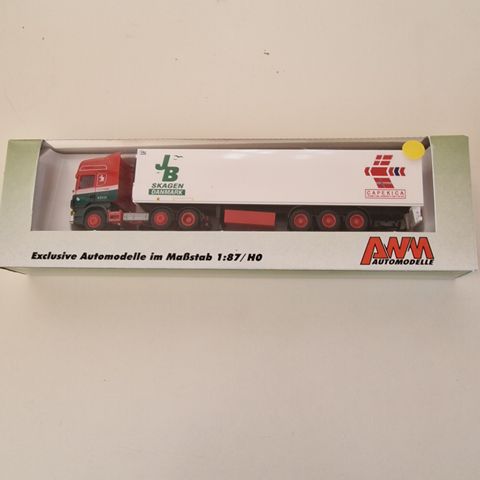 JB
SKAGEN
DANMARK
CAPEKICA
Exclusive Automodelle im Maßstab 1:87/H0
AWM
AUTOMODELLE